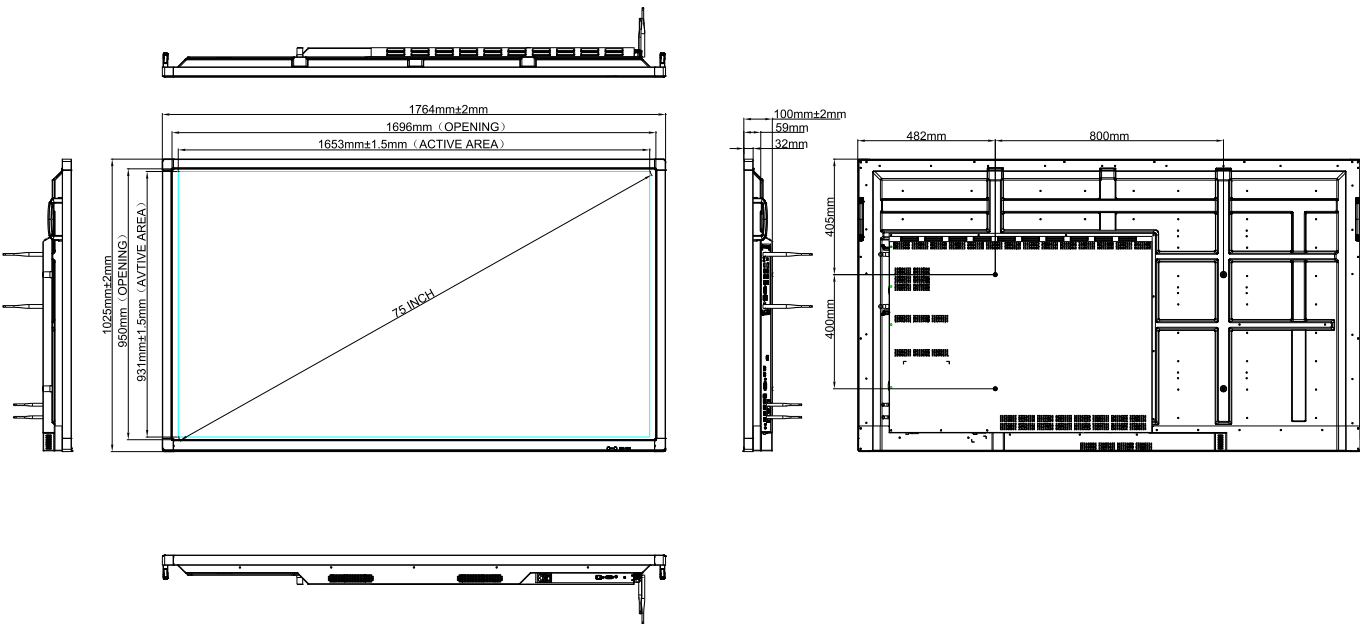 1764mm±2mm
1696mm（OPENING）
1653mm±1.5mm（ACTIVE AREA）
1025mm±2mm
950mm（OPENING）
931mm±1.5mm（AVTIVE AREA）
75 INCH
100mm±2mm
59mm
32mm
482mm
800mm
405mm
400mm